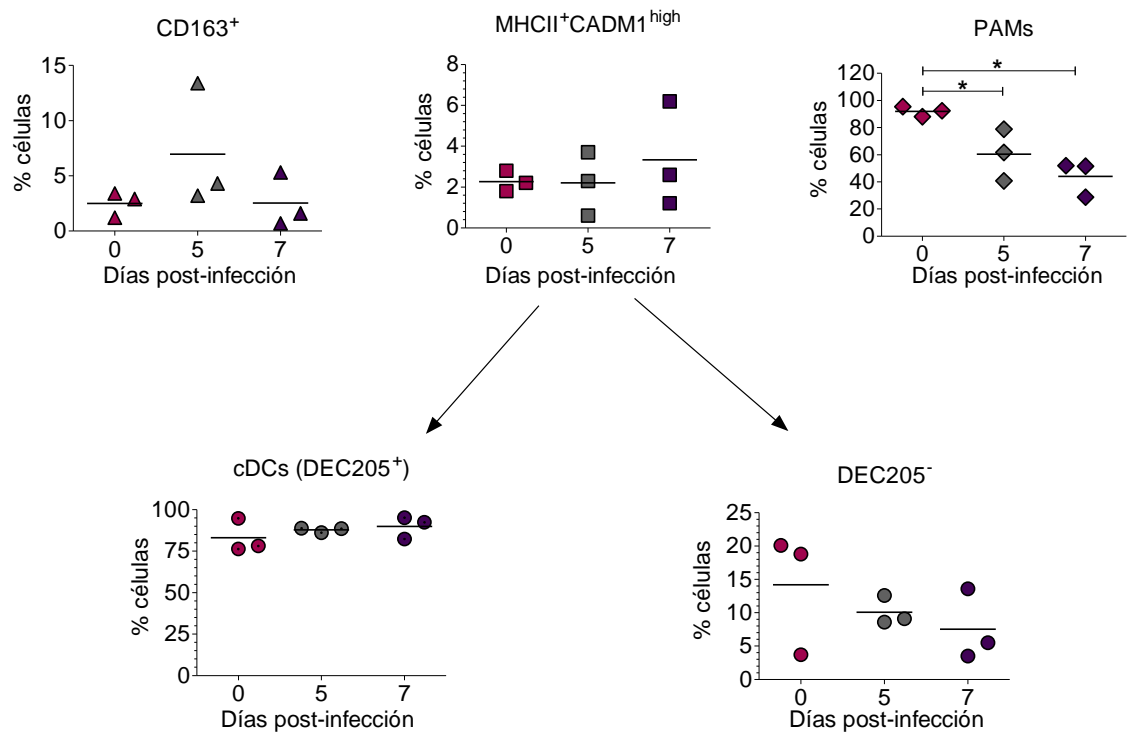 CD163+
15
10
5
0
% células
0 5 7
Días post-infección
MHCII+CADM1high
8
6
4
2
0
% células
0 5 7
Días post-infección
PAMs
120
100
80
60
40
20
0
% células
* 
*
0 5 7
Días post-infección
cDCs (DEC205+)
100
75
50
25
0
% células
0 5 7
Días post-infección
DEC205-
25
20
15
10
5
0
% células
0 5 7
Días post-infección